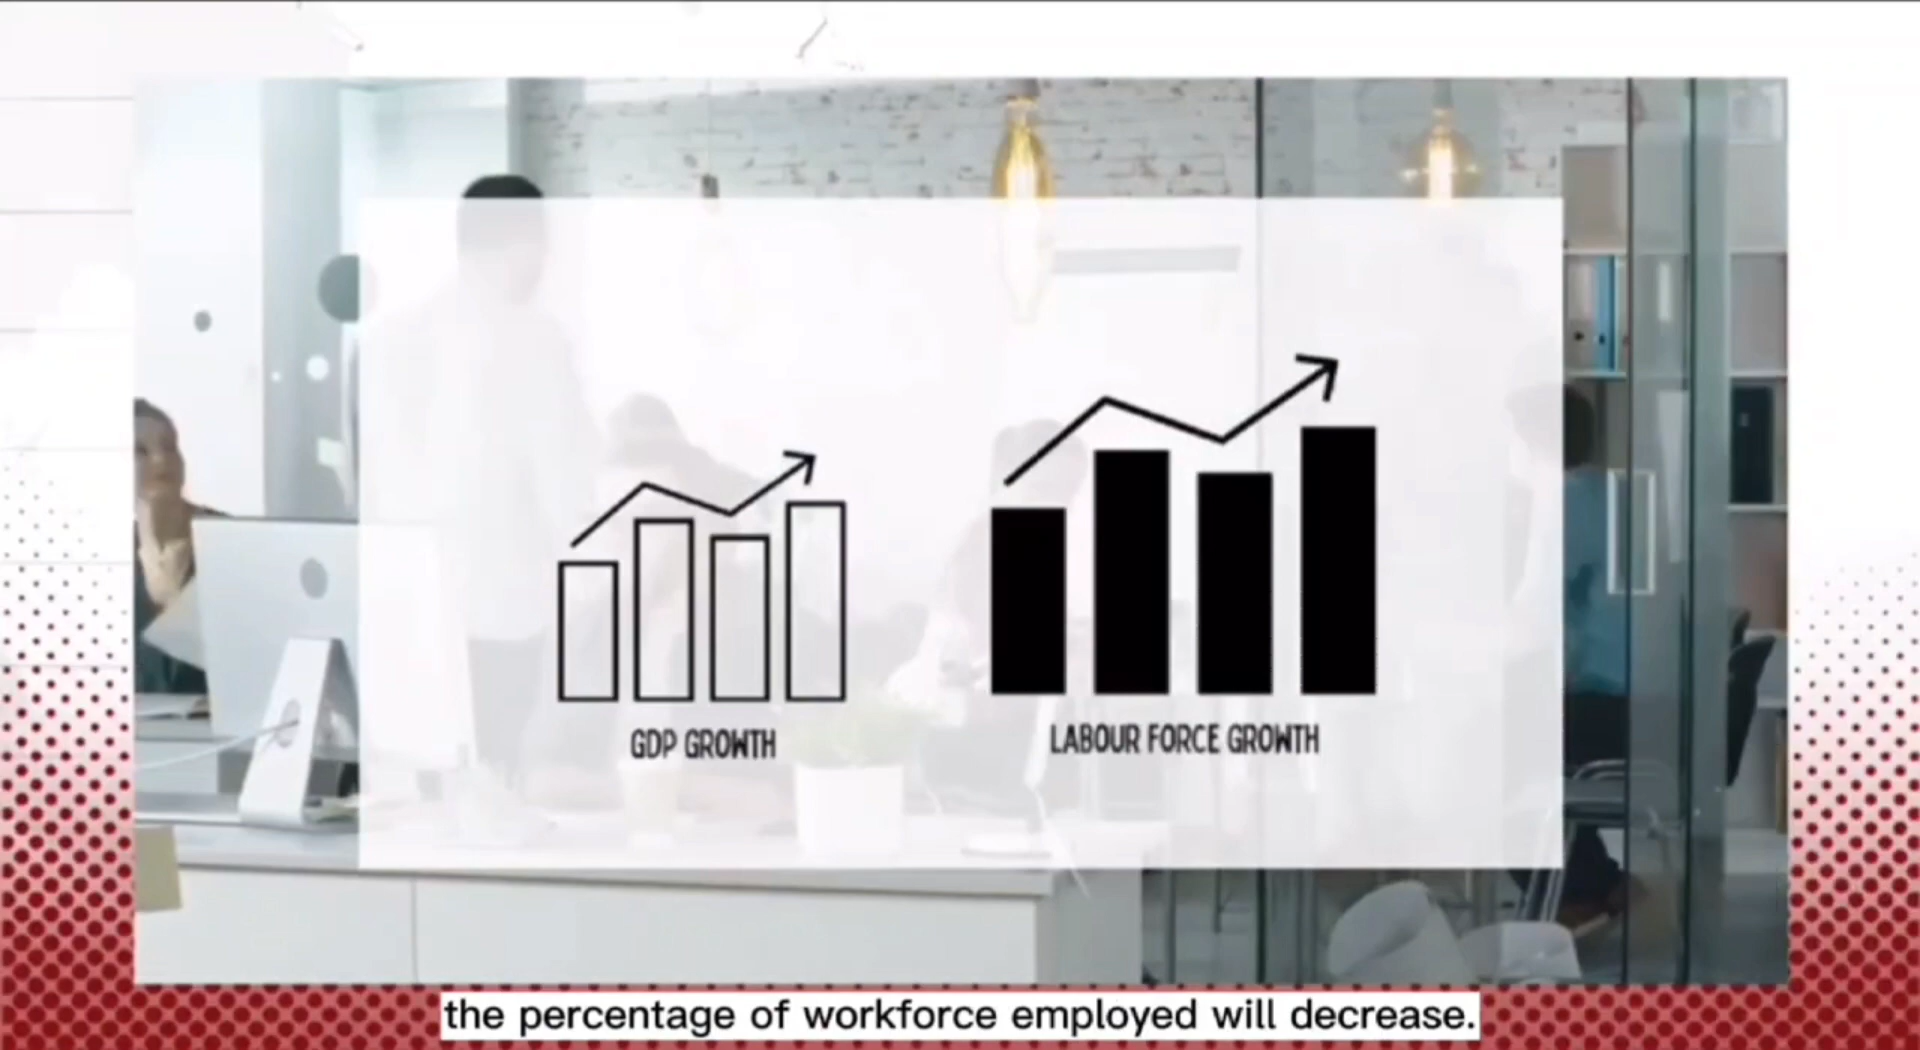 GDP GROWTH
LABOUR FORCE GROWTH
the percentage of workforce employed will decrease.